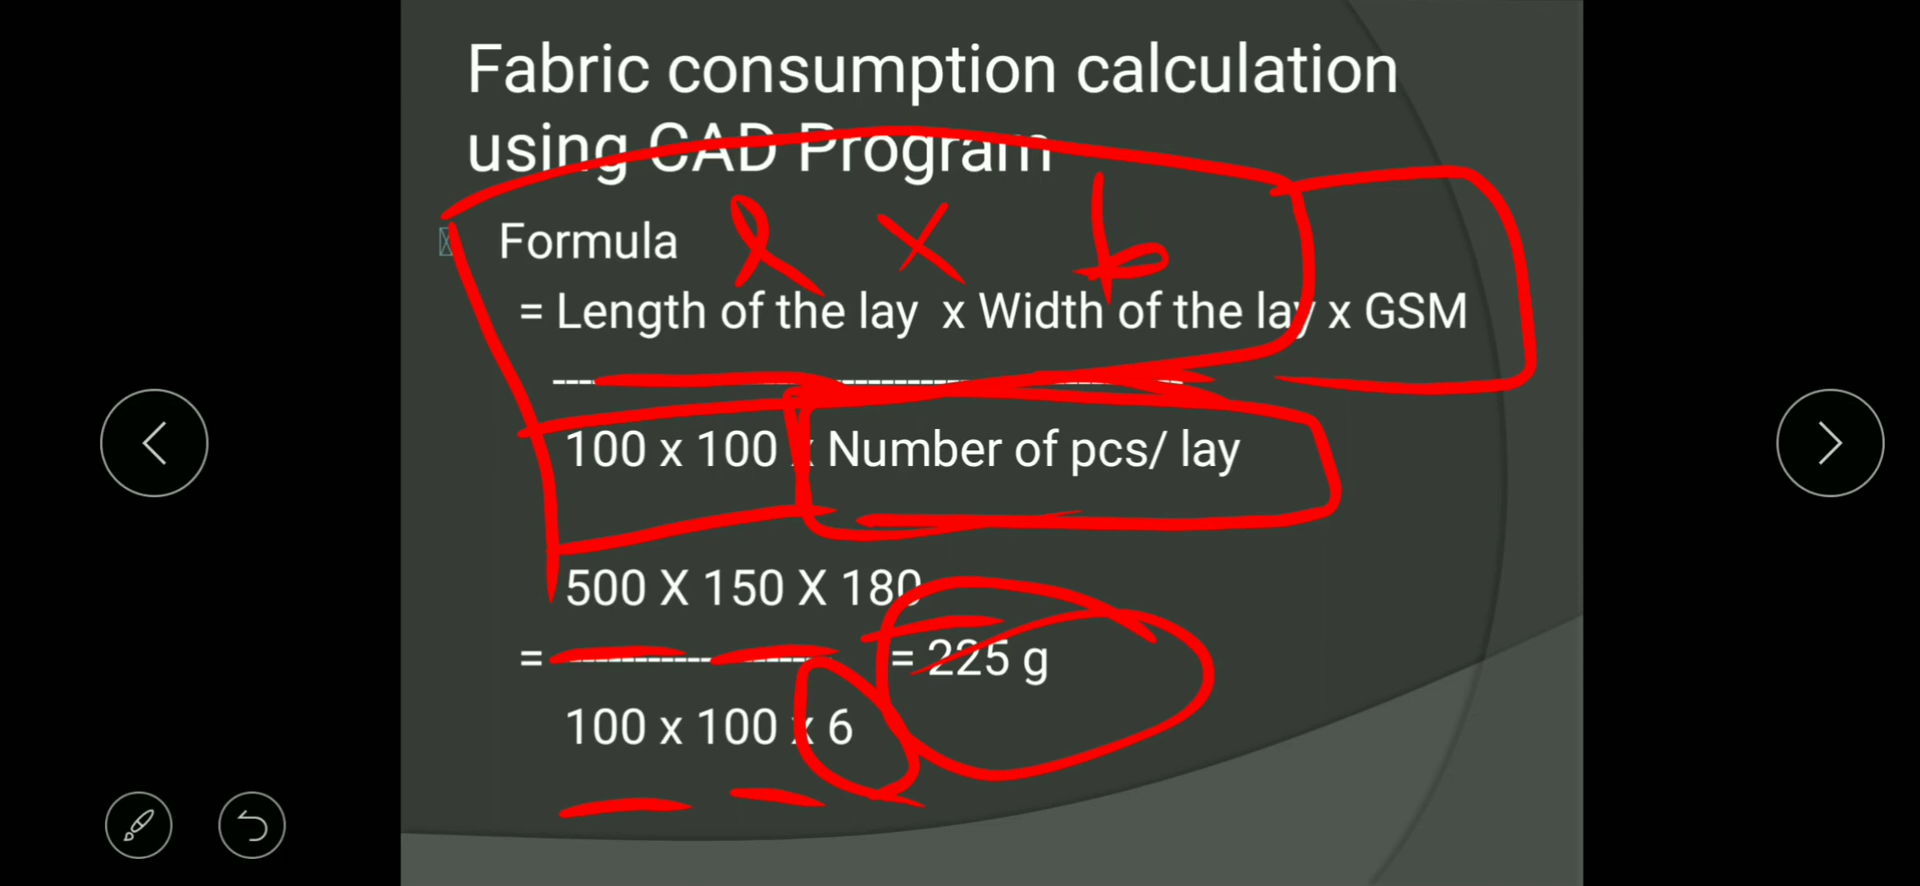 Fabric consumption calculation
using CAD Program
Formula
l x b
= Length of the lay x Width of the lay x GSM
100 x 100 x Number of pcs/ lay
500 X 150 X 180
= = 225 g
100 x 100 x 6